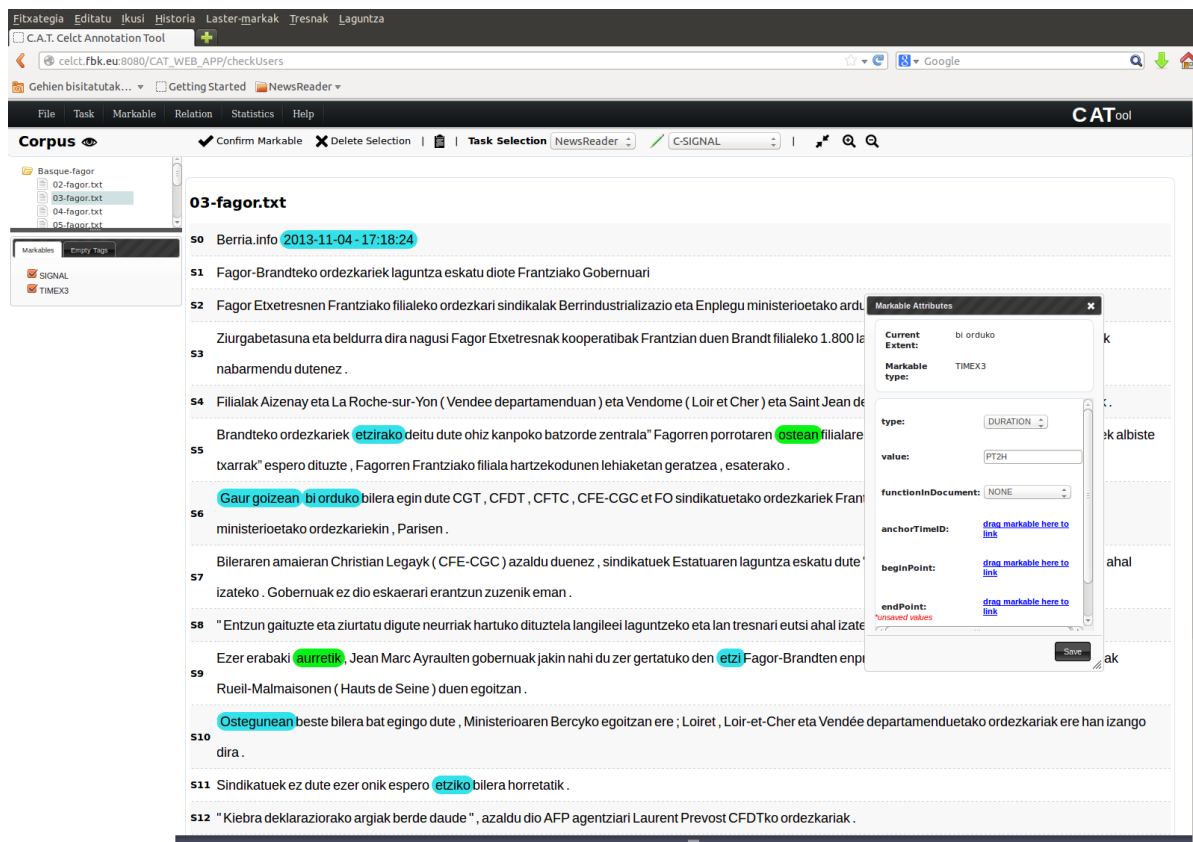 Fitxategia Editatu Ikusi Historia Laster-markak Tresnak Laguntza
C.A.T. Celct Annotation Tool
celct.fbk.eu:8080/CAT_WEB_APP/checkUsers
Google
Gehien bisitatutak... Getting Started NewsReader
File Task Markable Relation Statistics Help
CATool
Corpus
Confirm Markable Delete Selection | | Task Selection NewsReader C-SIGNAL |
Basque-fagor
02-fagor.txt
03-fagor.txt
04-fagor.txt
05-fagor.txt
Markables Empty Tags
SIGNAL
TIMEX3
03-fagor.txt
S0 Berria.info 2013-11-04 - 17:18:24
S1 Fagor-Brandteko ordezkariek laguntza eskatu diote Frantziako Gobernuari
S2 Fagor Etxetresnen Frantziako filialeko ordezkari sindikalak Berrindustrializazio eta Enplegu ministerioetako ardu
S3 Ziurgabetasuna eta beldurra dira nagusi Fagor Etxetresnak kooperatibak Frantzian duen Brandt filialeko 1.800 la k
nabarmendu dutenez .
S4 Filialak Aizenay eta La Roche-sur-Yon ( Vendee departamenduan ) eta Vendome ( Loir et Cher ) eta Saint Jean de k .
S5 Brandteko ordezkariek etzirako deitu dute ohiz kanpoko batzorde zentrala" Fagorren porrotaren ostean filialare ek albiste
txarrak" espero dituzte , Fagorren Frantziako filiala hartzekodunen lehiaketan geratzea , esaterako .
S6 Gaur goizean bi orduko bilera egin dute CGT , CFDT , CFTC , CFE-CGC et FO sindikatuetako ordezkariek Fran
ministerioetako ordezkariekin , Parisen .
S7 Bileraren amaieran Christian Legayk ( CFE-CGC ) azaldu duenez , sindikatuek Estatuaren laguntza eskatu dute " ahal
izateko . Gobernuak ez dio eskaerari erantzun zuzenik eman .
S8 " Entzun gaituzte eta ziurtatu digute neurriak hartuko dituztela langileei laguntzeko eta lan tresnari eutsi ahal izate
S9 Ezer erabaki aurretik , Jean Marc Ayraulten gobernuak jakin nahi du zer gertatuko den etzi Fagor-Brandten enp ak
Rueil-Malmaisonen ( Hauts de Seine ) duen egoitzan .
S10 Ostegunean beste bilera bat egingo dute , Ministerioaren Bercyko egoitzan ere ; Loiret , Loir-et-Cher eta Vendée departamenduetako ordezkariak ere han izango
dira .
S11 Sindikatuek ez dute ezer onik espero etziko bilera horretatik .
S12 " Kiebra deklaraziorako argiak berde daude " , azaldu dio AFP agentziari Laurent Prevost CFDTko ordezkariak .
Markable Attributes
Current Extent: bi orduko
Markable type: TIMEX3
type: DURATION
value: PT2H
functionInDocument: NONE
anchorTimeID: drag markable here to link
beginPoint: drag markable here to link
endPoint: drag markable here to link
*unsaved values
Save